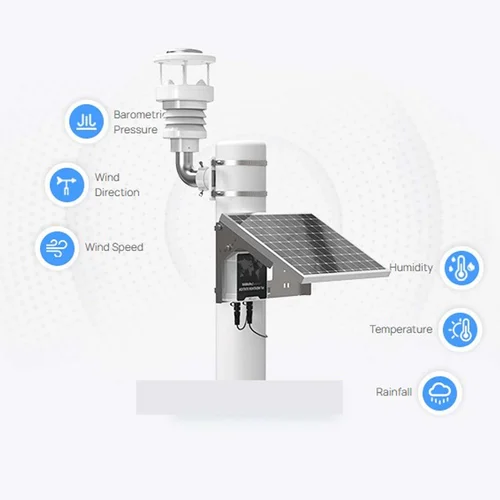 Barometric
Pressure
Wind
Direction
Wind Speed
Humidity
Temperature
Rainfall